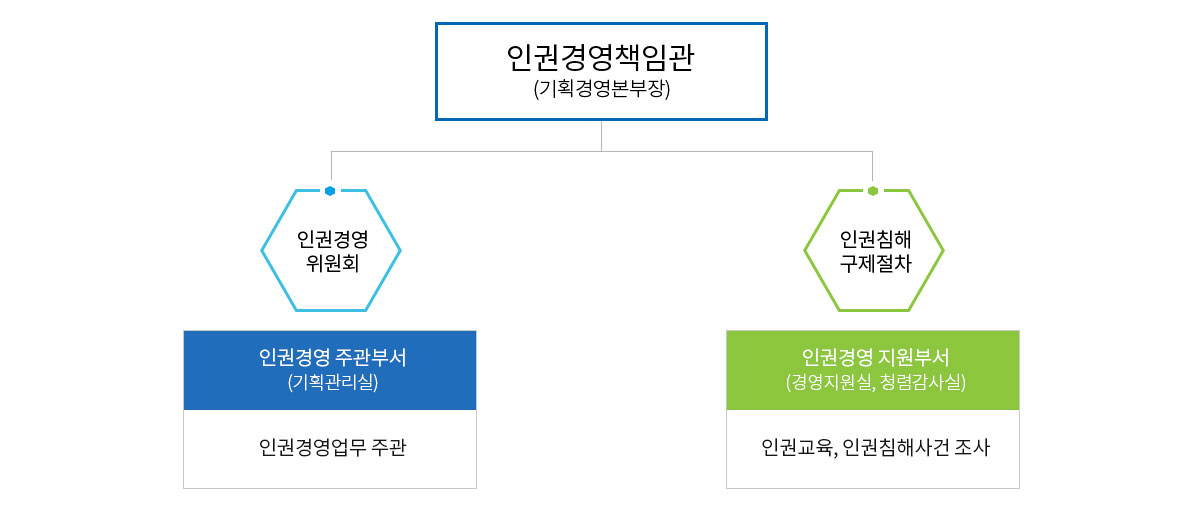 인권경영책임관
(기획경영본부장)
인권경영
위원회
인권침해
구제절차
인권경영 주관부서
(기획관리실)
인권경영업무 주관
인권경영 지원부서
(경영지원실, 청렴감사실)
인권교육, 인권침해사건 조사